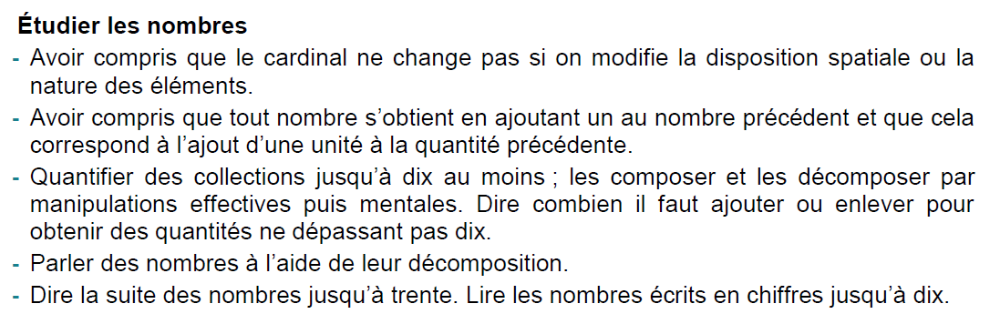 Étudier les nombres
- Avoir compris que le cardinal ne change pas si on modifie la disposition spatiale ou la
nature des éléments.
- Avoir compris que tout nombre s’obtient en ajoutant un au nombre précédent et que cela
correspond à l’ajout d’une unité à la quantité précédente.
- Quantifier des collections jusqu’à dix au moins ; les composer et les décomposer par
manipulations effectives puis mentales. Dire combien il faut ajouter ou enlever pour
obtenir des quantités ne dépassant pas dix.
- Parler des nombres à l’aide de leur décomposition.
- Dire la suite des nombres jusqu’à trente. Lire les nombres écrits en chiffres jusqu’à dix.